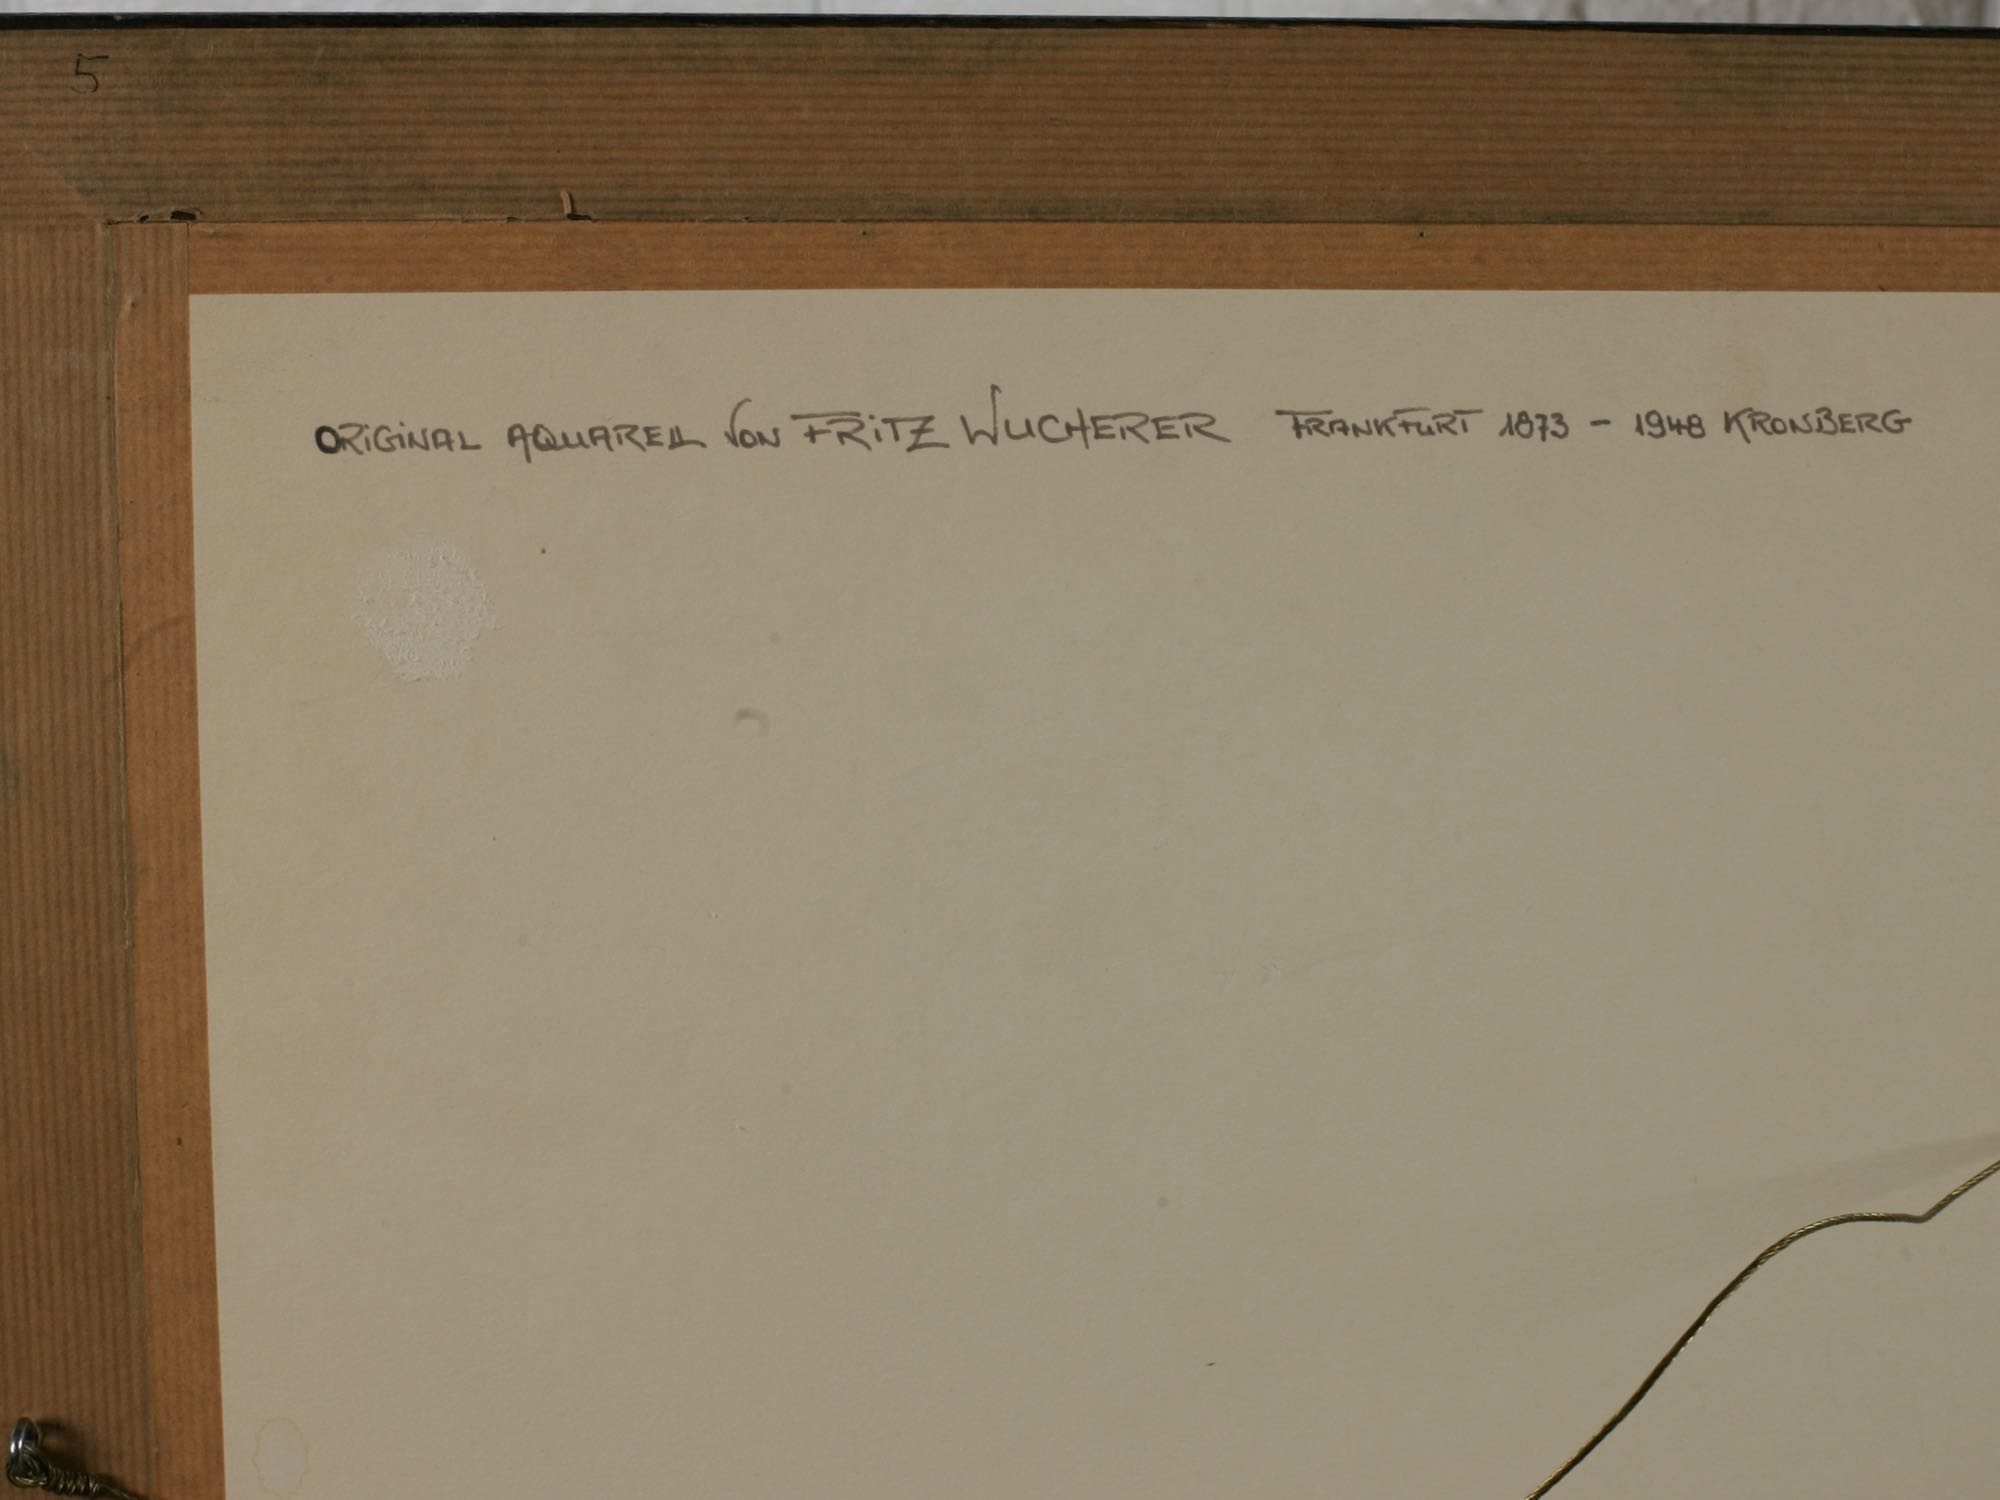 5
ORIGINAL AQUARELL VON FRITZ WUCHERER FRANKFURT 1873 - 1948 KRONBERG